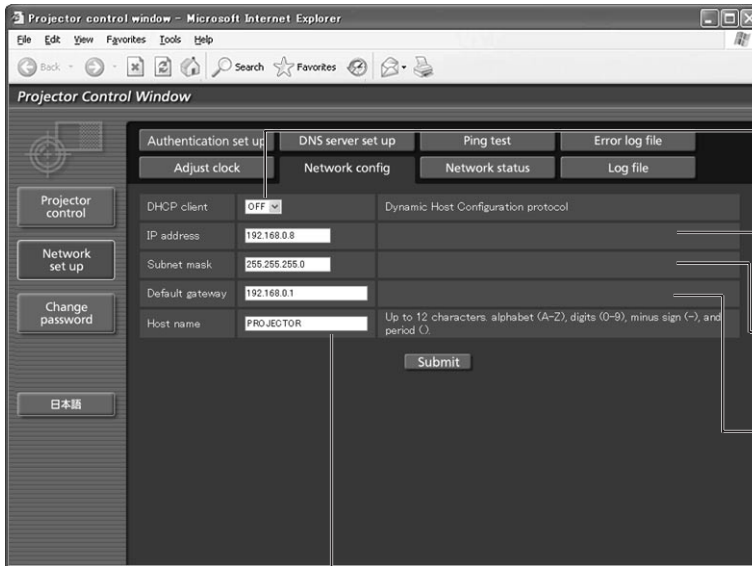 Projector control window - Microsoft Internet Explorer
File Edit View Favorites Tools Help
Back Search Favorites
Projector Control Window
Authentication set up DNS server set up Ping test Error log file
Adjust clock Network config Network status Log file
Projector control
Network set up
Change password
日本語
DHCP client OFF Dynamic Host Configuration protocol
IP address 192.168.0.8
Subnet mask 255.255.255.0
Default gateway 192.168.0.1
Host name PROJECTOR Up to 12 characters. alphabet (A-Z), digits (0-9), minus sign (-), and
period ().
Submit